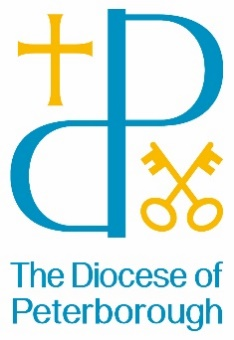 The Diocese of
Peterborough